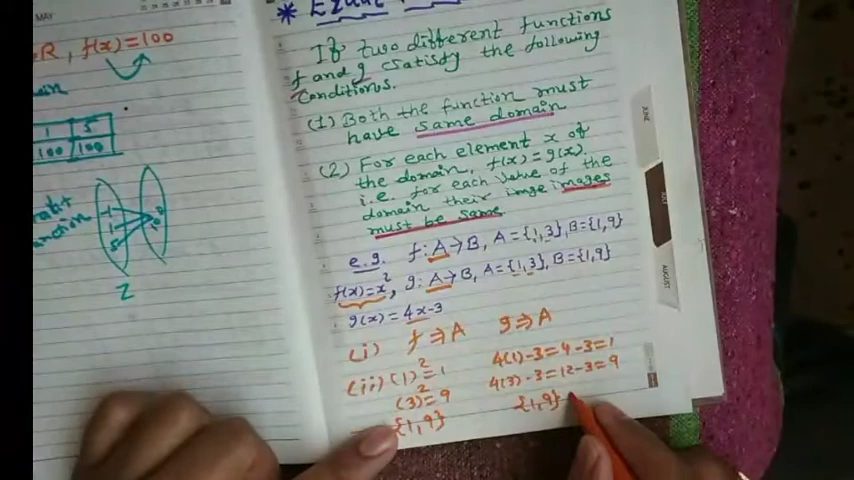 MAY
R, f(x)=100
1 5
100 100
2
* Equal
If two different functions
f and g csatisfy the following
conditions.
(1) Both the function must
have same domain
(2) For each element x of
the domain, f(x)=g(x).
i.e. for each value of the
domain their imge images
must be same
e.g. f: A→B, A={1,3}, B={1,9}
f(x)=x², g: A→B, A={1,3}, B={1,9}
g(x) = 4x-3
(i) f⇒A g⇒A
(ii) (1)²=1 4(1)-3=4-3=1
(3)²=9 4(3)-3=12-3=9
{1,9} {1,9}
JUNE
JULY
AUGUST